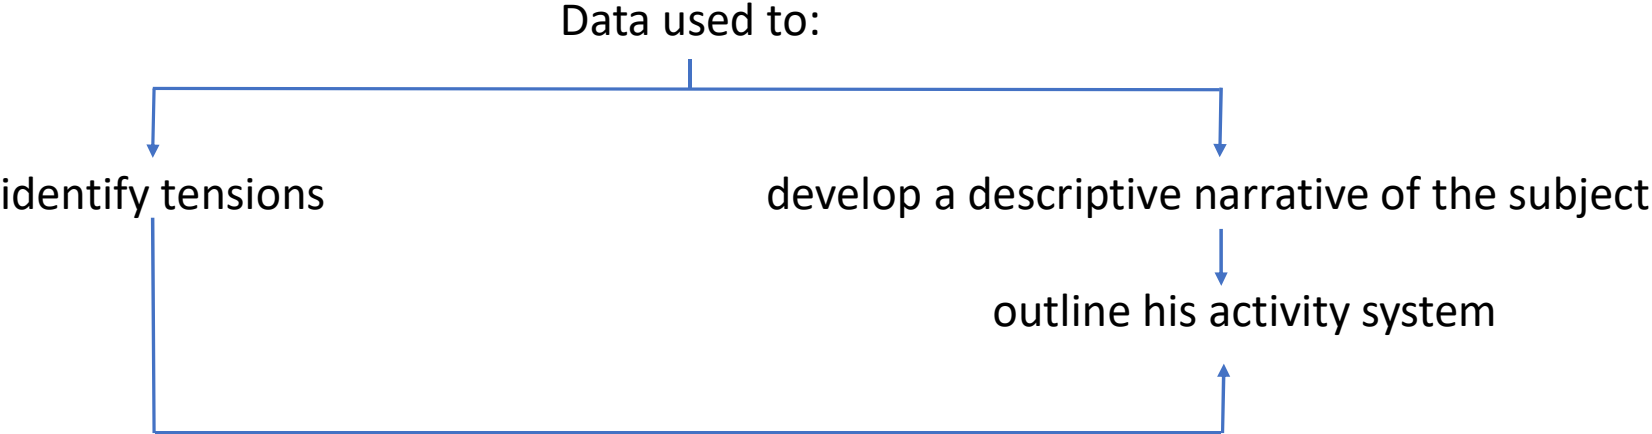 Data used to:
identify tensions
develop a descriptive narrative of the subject
outline his activity system